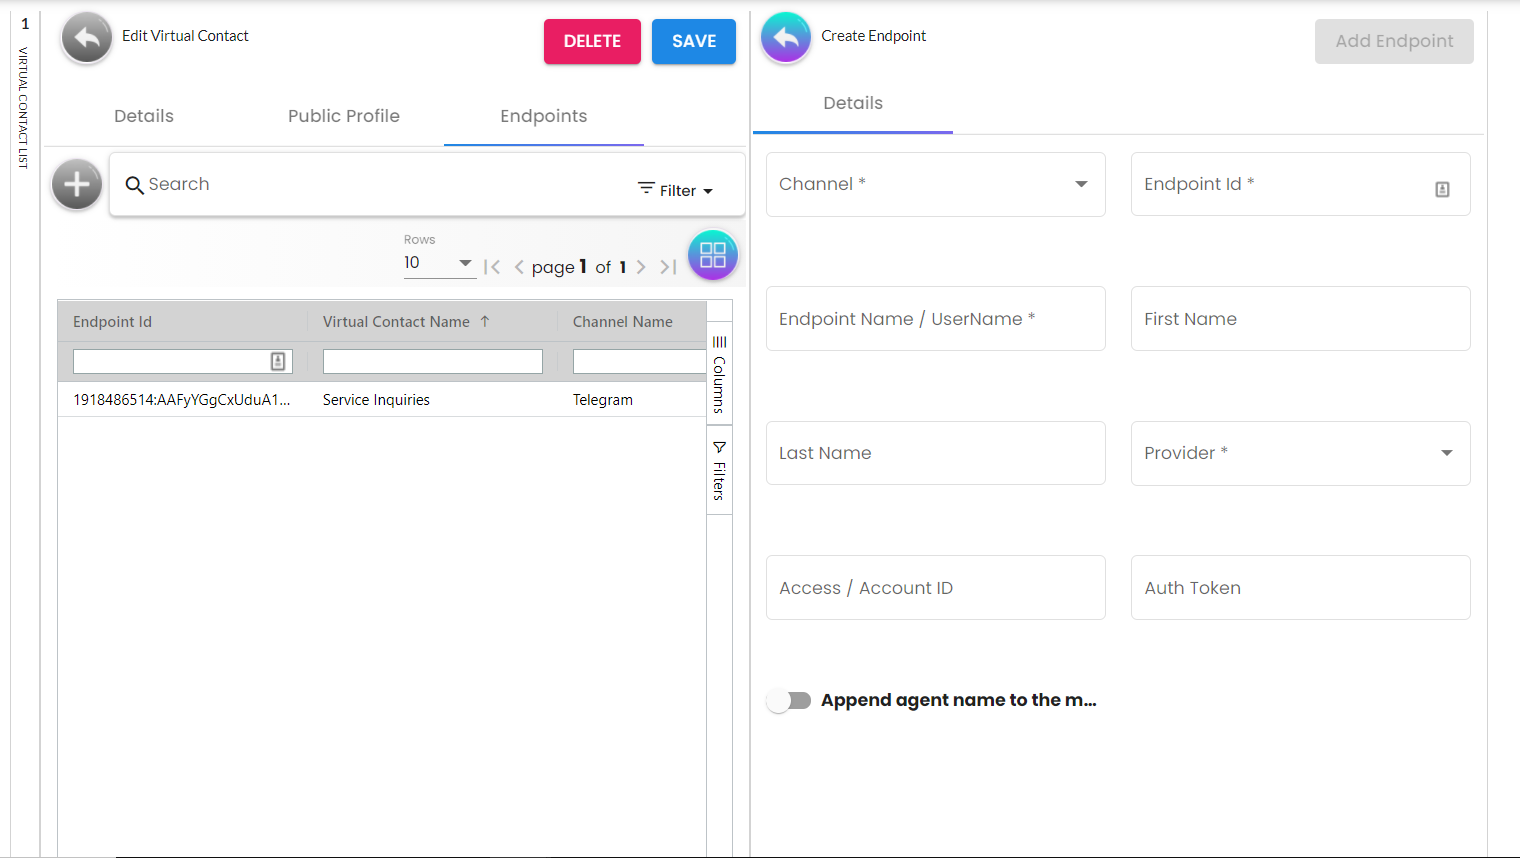 1
VIRTUAL CONTACT LIST
Edit Virtual Contact
DELETE
SAVE
Details
Public Profile
Endpoints
Search
Filter
Rows
10
page 1 of 1
Endpoint Id
Virtual Contact Name
Channel Name
1918486514:AAFyYGgCxUduA1...
Service Inquiries
Telegram
Columns
Filters
Create Endpoint
Add Endpoint
Details
Channel *
Endpoint Id *
Endpoint Name / UserName *
First Name
Last Name
Provider *
Access / Account ID
Auth Token
Append agent name to the m...